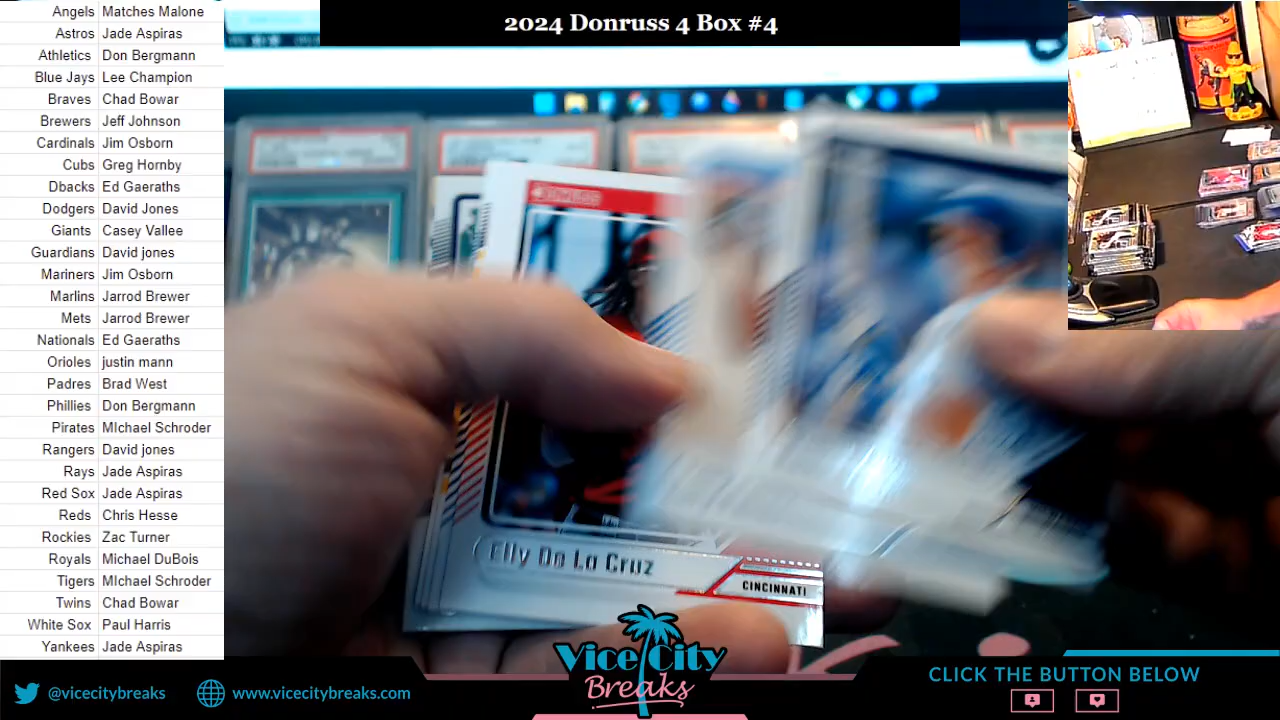 2024 Donruss 4 Box #4
Angels Matches Malone
Astros Jade Aspiras
Athletics Don Bergmann
Blue Jays Lee Champion
Braves Chad Bowar
Brewers Jeff Johnson
Cardinals Jim Osborn
Cubs Greg Hornby
Dbacks Ed Gaeraths
Dodgers David Jones
Giants Casey Vallee
Guardians David jones
Mariners Jim Osborn
Marlins Jarrod Brewer
Mets Jarrod Brewer
Nationals Ed Gaeraths
Orioles justin mann
Padres Brad West
Phillies Don Bergmann
Pirates MIchael Schroder
Rangers David jones
Rays Jade Aspiras
Red Sox Jade Aspiras
Reds Chris Hesse
Rockies Zac Turner
Royals Michael DuBois
Tigers MIchael Schroder
Twins Chad Bowar
White Sox Paul Harris
Yankees Jade Aspiras
Elly De La Cruz
CINCINNATI
@vicecitybreaks
www.vicecitybreaks.com
Vice City
Breaks
CLICK THE BUTTON BELOW